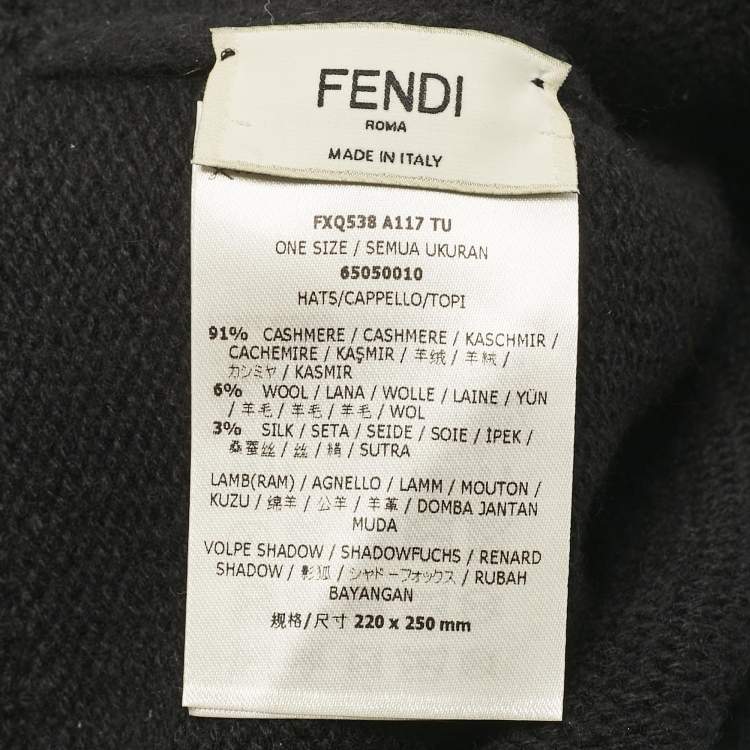 FENDI
ROMA
MADE IN ITALY
FXQ538 A117 TU
ONE SIZE / SEMUA UKURAN
65050010
HATS/CAPPELLO/TOPI
91% CASHMERE / CASHMERE / KASCHMIR /
CACHEMIRE / KAŞMIR / 羊绒 / 羊絨 /
カシミヤ / KASMIR
6% WOOL / LANA / WOLLE / LAINE / YÜN
/ 羊毛 / 羊毛 / 羊毛 / WOL
3% SILK / SETA / SEIDE / SOIE / İPEK /
桑蚕丝 / 丝 / 絹 / SUTRA
LAMB(RAM) / AGNELLO / LAMM / MOUTON /
KUZU / 绵羊 / 公羊 / 羊革 / DOMBA JANTAN
MUDA
VOLPE SHADOW / SHADOWFUCHS / RENARD
SHADOW / 影狐 / シャドーフォックス / RUBAH
BAYANGAN
规格/尺寸 220 x 250 mm